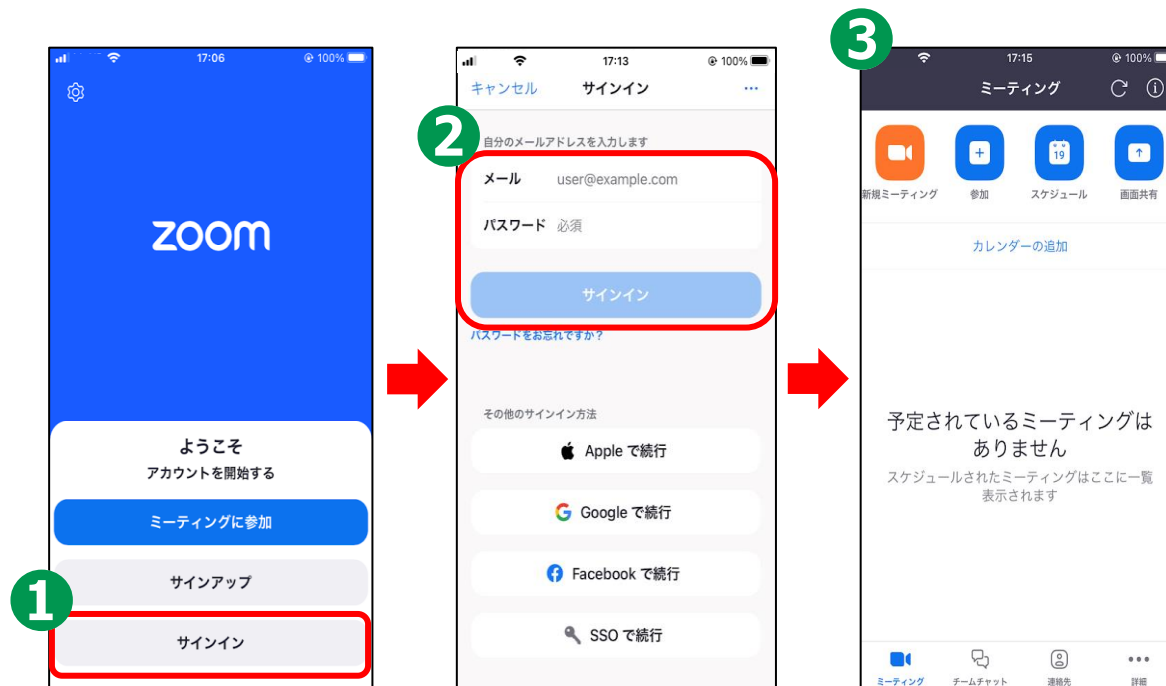 1
17:06
100%
zoom
ようこそ
アカウントを開始する
ミーティングに参加
サインアップ
サインイン
2
17:13
100%
キャンセル
サインイン
...
自分のメールアドレスを入力します
メール
user@example.com
パスワード
必須
サインイン
パスワードをお忘れですか？
その他のサインイン方法
Apple で続行
Google で続行
Facebook で続行
SSO で続行
3
17:15
100%
ミーティング
新規ミーティング
参加
19
スケジュール
画面共有
カレンダーの追加
予定されているミーティングは
ありません
スケジュールされたミーティングはここに一覧
表示されます
ミーティング
チームチャット
連絡先
詳細